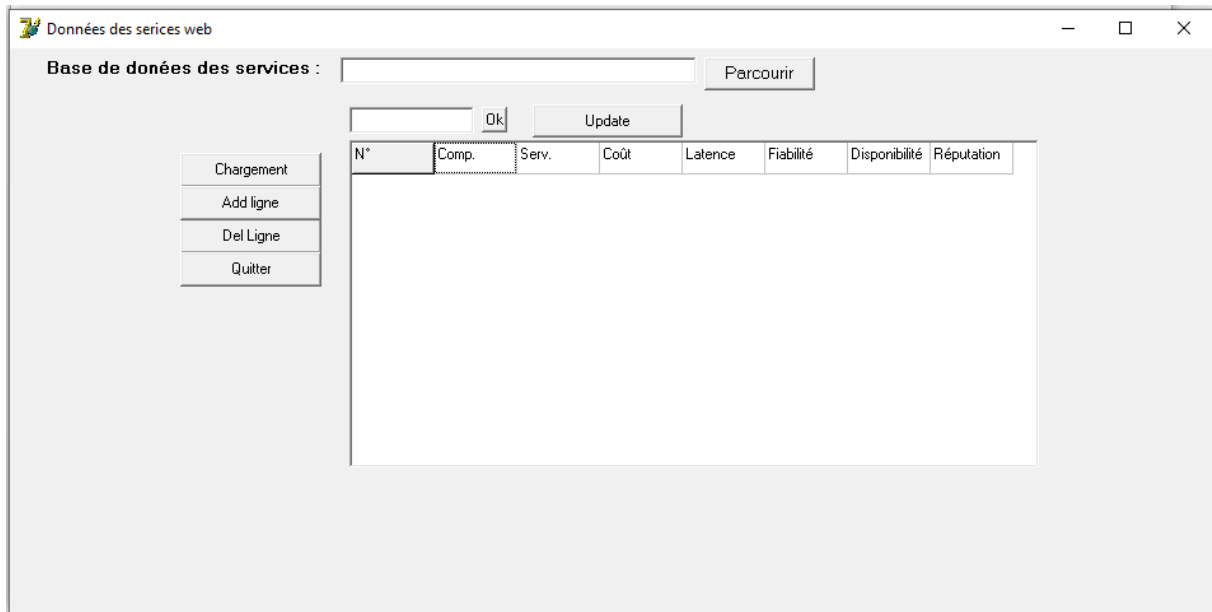 Données des serices web
Base de donées des services :
Parcourir
Ok
Update
N° Comp. Serv. Coût Latence Fiabilité Disponibilité Réputation
Chargement
Add ligne
Del Ligne
Quitter